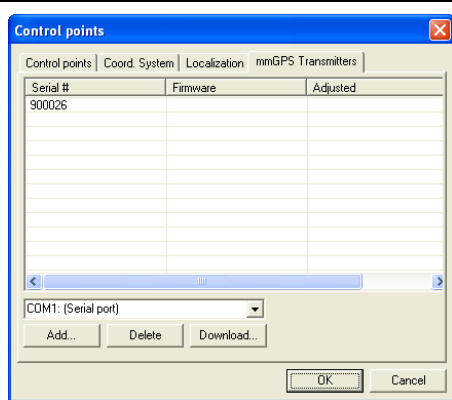 Control points
Control points Coord. System Localization mmGPS Transmitters
Serial # Firmware Adjusted
900026
COM1: (Serial port)
Add... Delete Download...
OK Cancel